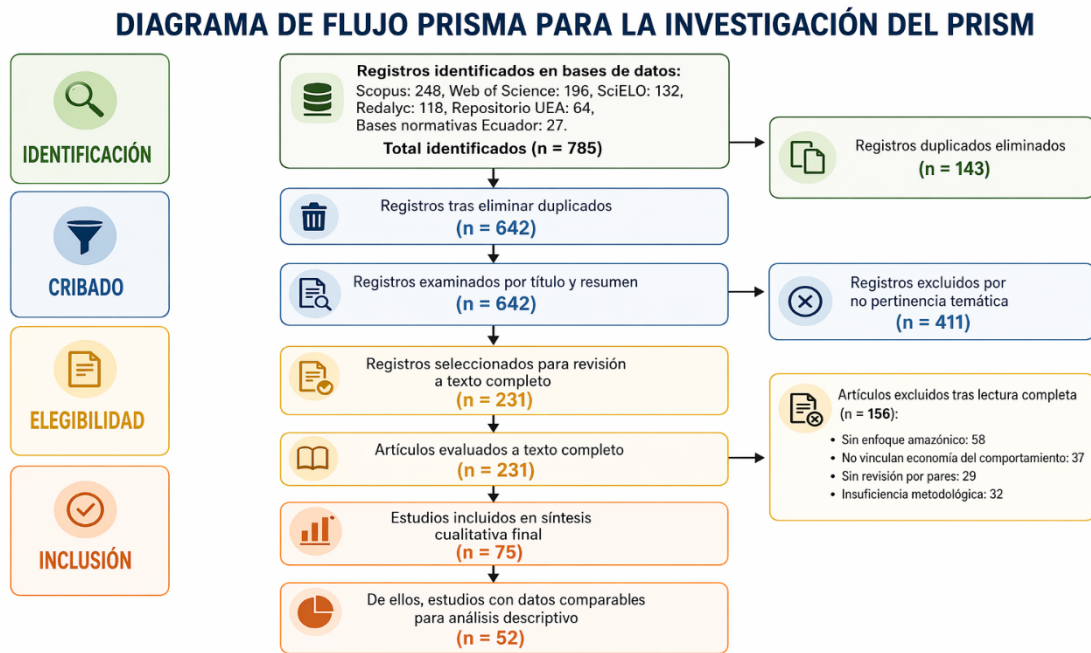 DIAGRAMA DE FLUJO PRISMA PARA LA INVESTIGACIÓN DEL PRISM
IDENTIFICACIÓN
Registros identificados en bases de datos:
Scopus: 248, Web of Science: 196, SciELO: 132,
Redalyc: 118, Repositorio UEA: 64,
Bases normativas Ecuador: 27.
Total identificados (n = 785)
Registros duplicados eliminados
(n = 143)
CRIBADO
Registros tras eliminar duplicados
(n = 642)
Registros examinados por título y resumen
(n = 642)
Registros excluidos por
no pertinencia temática
(n = 411)
ELEGIBILIDAD
Registros seleccionados para revisión
a texto completo
(n = 231)
Artículos evaluados a texto completo
(n = 231)
Artículos excluidos tras lectura completa
(n = 156):
• Sin enfoque amazónico: 58
• No vinculan economía del comportamiento: 37
• Sin revisión por pares: 29
• Insuficiencia metodológica: 32
INCLUSIÓN
Estudios incluidos en síntesis
cualitativa final
(n = 75)
De ellos, estudios con datos comparables
para análisis descriptivo
(n = 52)